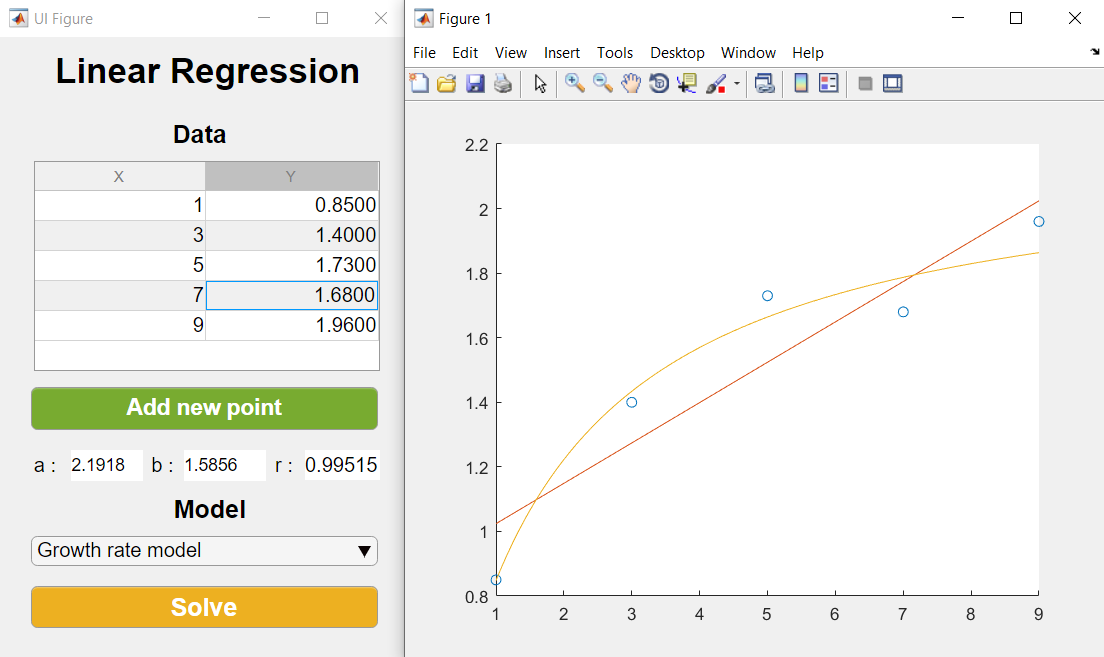 UI Figure
Linear Regression
Data
X Y
1 0.8500
3 1.4000
5 1.7300
7 1.6800
9 1.9600
Add new point
a : 2.1918 b : 1.5856 r : 0.99515
Model
Growth rate model
Solve
Figure 1
File Edit View Insert Tools Desktop Window Help
2.2
2
1.8
1.6
1.4
1.2
1
0.8
1 2 3 4 5 6 7 8 9